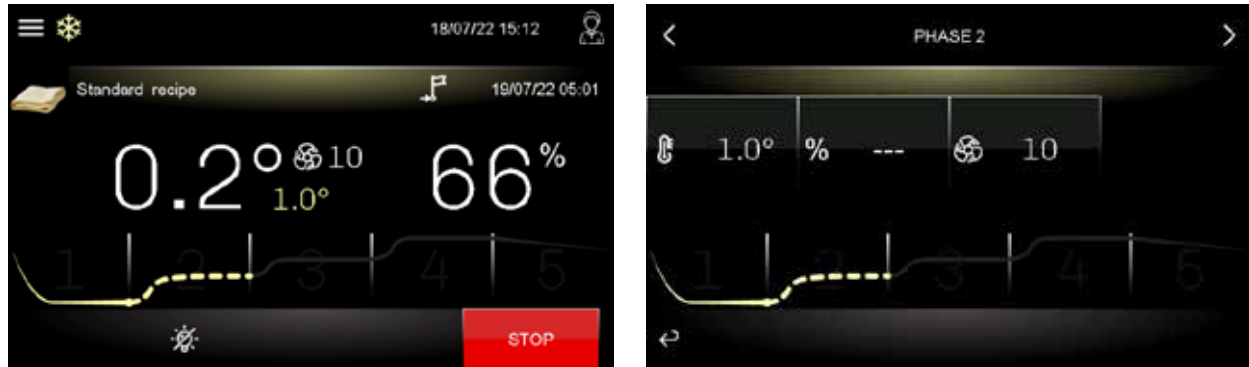 18/07/22 15:12
Standard recipe
19/07/22 05:01
0.2° 10 66%
1.0°
1 2 3 4 5
STOP
PHASE 2
1.0° % --- 10
1 2 3 4 5